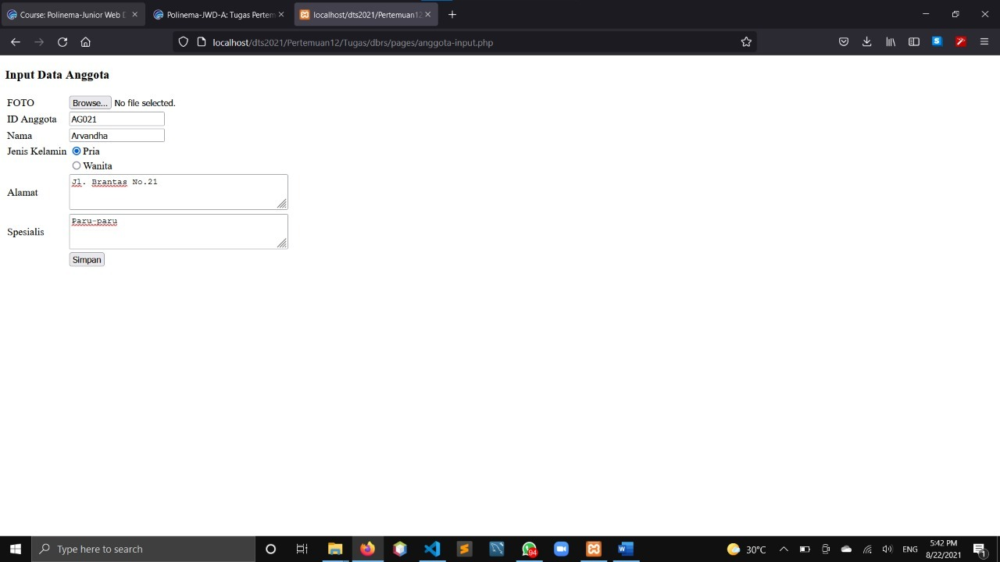 Course: Polinema-Junior Web D
Polinema-JWD-A: Tugas Pertem
localhost/dts2021/Pertemuan12
localhost/dts2021/Pertemuan12/Tugas/dbrs/pages/anggota-input.php
Input Data Anggota
FOTO Browse... No file selected.
ID Anggota AG021
Nama Arvandha
Jenis Kelamin Pria
Wanita
Alamat Jl. Brantas No.21
Spesialis Paru-paru
Simpan
Type here to search
94
30°C
ENG
5:42 PM
8/22/2021
1